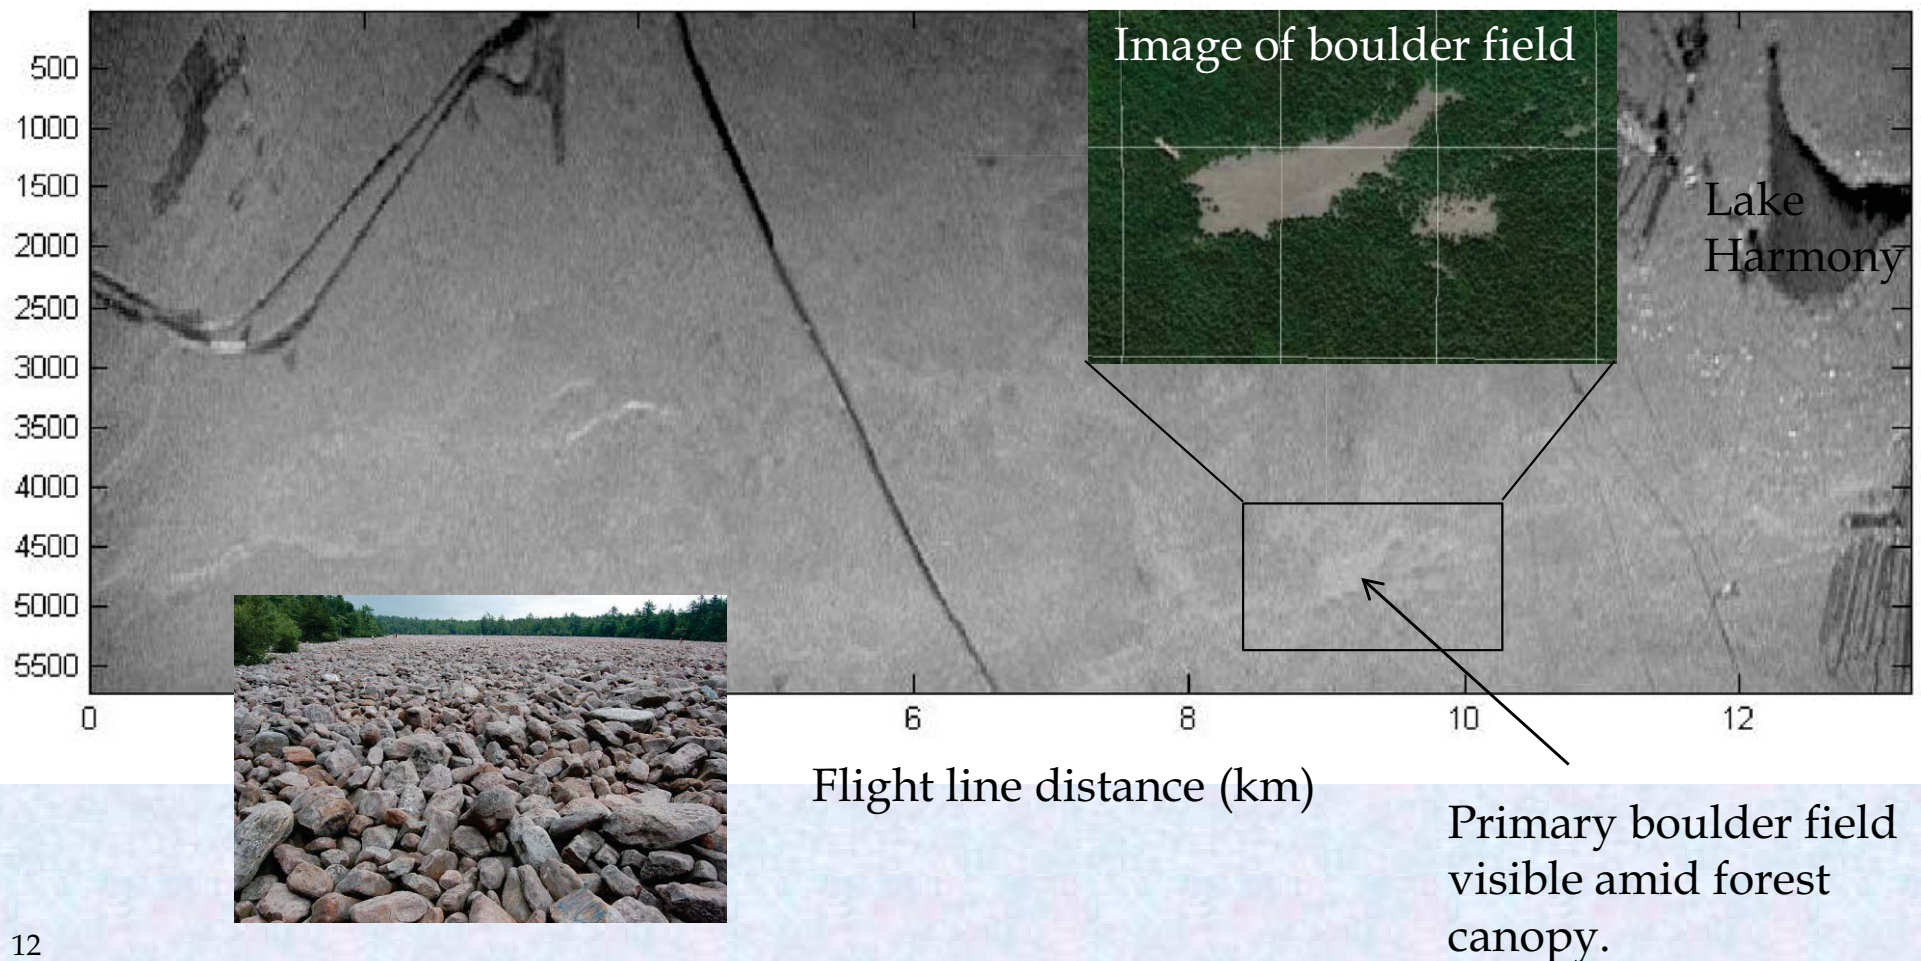 Image of boulder field
500
1000
1500
2000
2500
3000
3500
4000
4500
5000
5500
Lake
Harmony
0 6 8 10 12
Flight line distance (km)
Primary boulder field
visible amid forest
canopy.
12